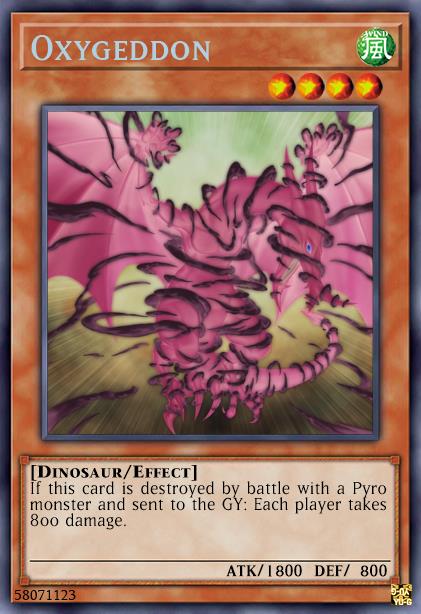 OXYGEDDON
WIND
風
[DINOSAUR/EFFECT]
If this card is destroyed by battle with a Pyro
monster and sent to the GY: Each player takes
800 damage.
ATK/1800 DEF/ 800
58071123